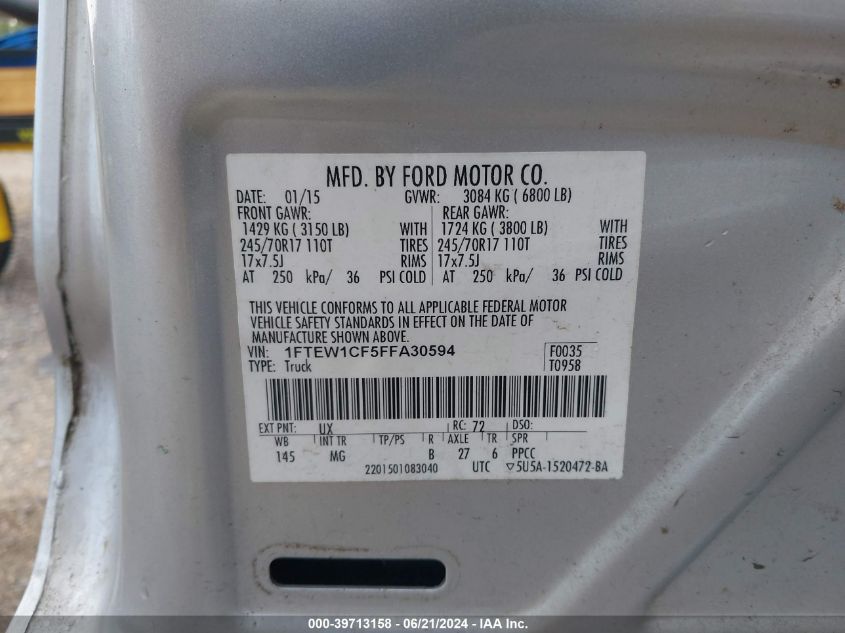 MFD. BY FORD MOTOR CO.
DATE: 01/15 GVWR: 3084 KG ( 6800 LB)
FRONT GAWR: REAR GAWR:
1429 KG ( 3150 LB) WITH 1724 KG ( 3800 LB) WITH
245/70R17 110T TIRES 245/70R17 110T TIRES
17x7.5J RIMS 17x7.5J RIMS
AT 250 kPa/ 36 PSI COLD AT 250 kPa/ 36 PSI COLD
THIS VEHICLE CONFORMS TO ALL APPLICABLE FEDERAL MOTOR
VEHICLE SAFETY STANDARDS IN EFFECT ON THE DATE OF
MANUFACTURE SHOWN ABOVE.
VIN: 1FTEW1CF5FFA30594 F0035
TYPE: Truck T0958
EXT PNT: UX RC: 72 DSO:
WB INT TR TP/PS R AXLE TR SPR
145 MG B 27 6 PPCC
2201501083040 UTC ▽5U5A-1520472-BA
000-39713158 - 06/21/2024 - IAA Inc.